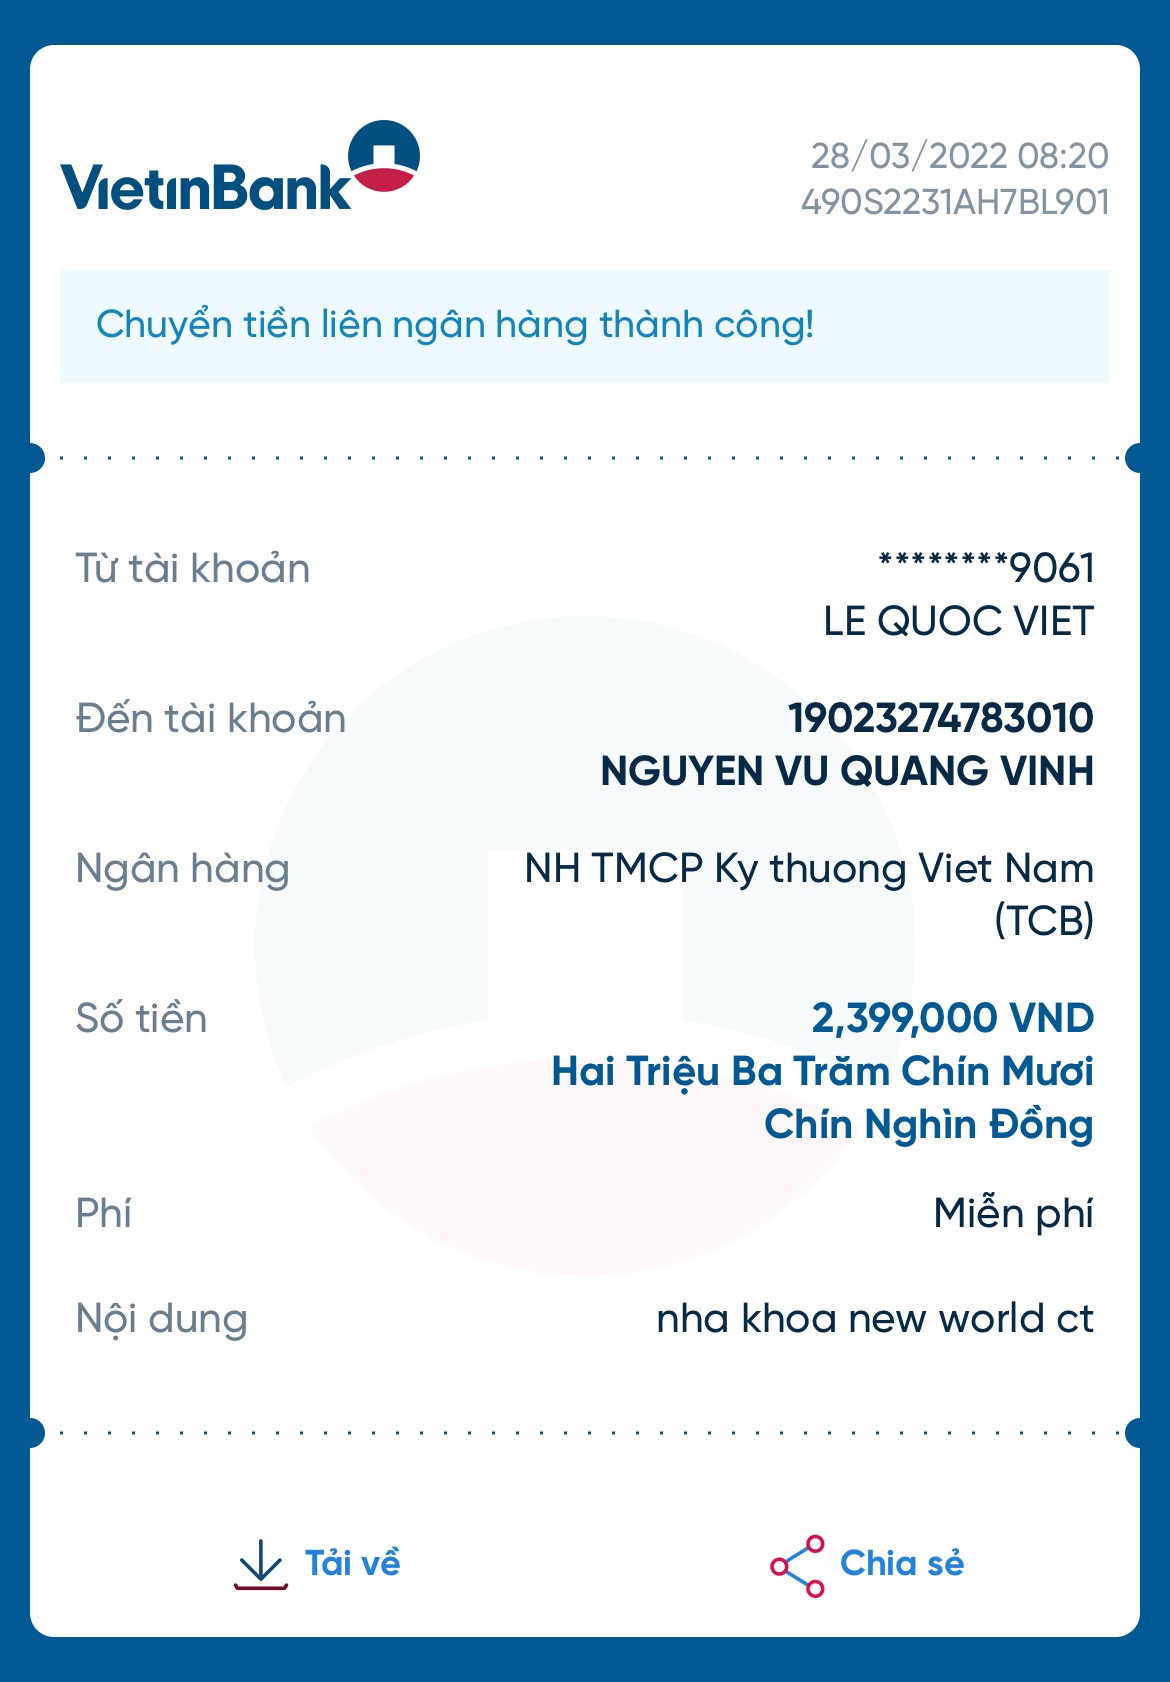 VietinBank
28/03/2022 08:20
490S2231AH7BL901
Chuyển tiền liên ngân hàng thành công!
Từ tài khoản
********9061
LE QUOC VIET
Đến tài khoản
19023274783010
NGUYEN VU QUANG VINH
Ngân hàng
NH TMCP Ky thuong Viet Nam
(TCB)
Số tiền
2,399,000 VND
Hai Triệu Ba Trăm Chín Mươi
Chín Nghìn Đồng
Phí
Miễn phí
Nội dung
nha khoa new world ct
Tải về
Chia sẻ